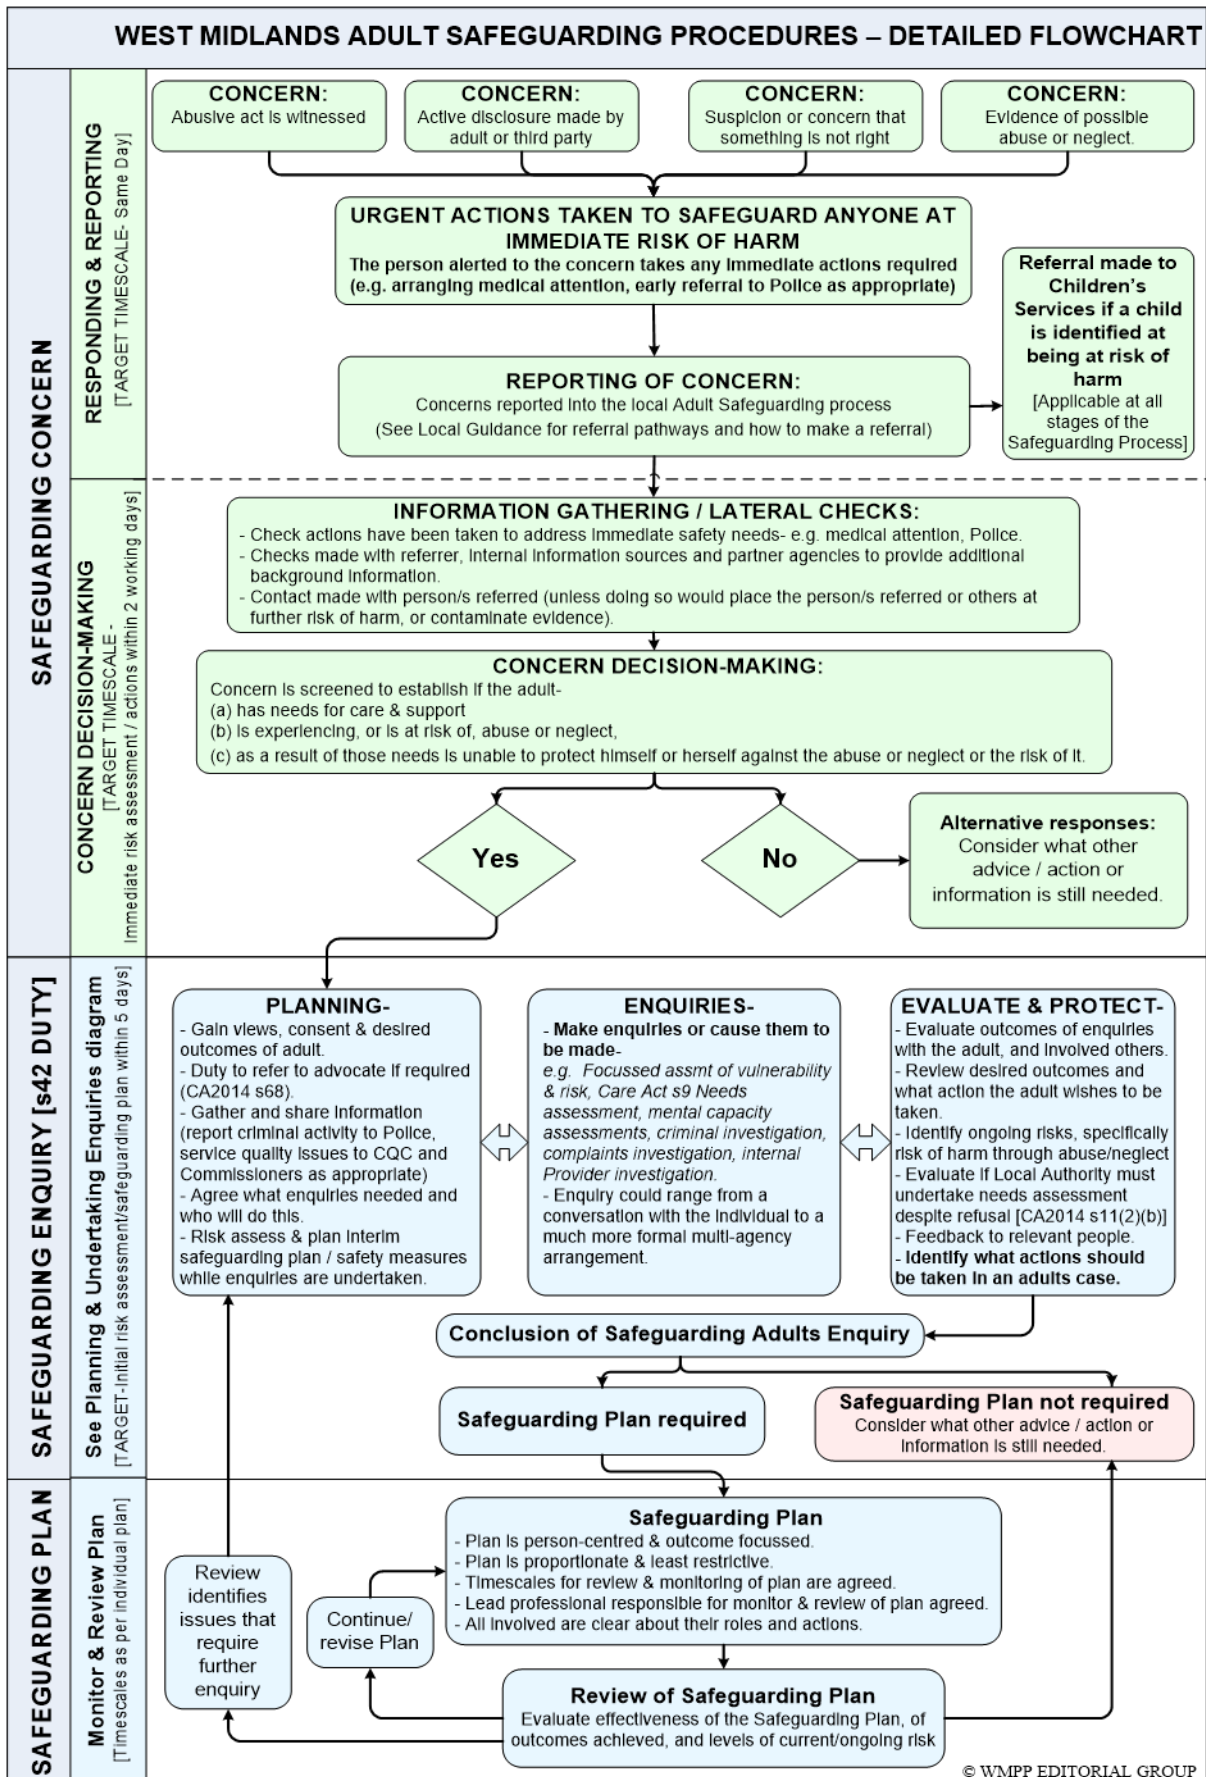 WEST MIDLANDS ADULT SAFEGUARDING PROCEDURES – DETAILED FLOWCHART
SAFEGUARDING CONCERN
RESPONDING & REPORTING
[TARGET TIMESCALE- Same Day]
CONCERN:
Abusive act is witnessed
CONCERN:
Active disclosure made by
adult or third party
CONCERN:
Suspicion or concern that
something is not right
CONCERN:
Evidence of possible
abuse or neglect.
URGENT ACTIONS TAKEN TO SAFEGUARD ANYONE AT
IMMEDIATE RISK OF HARM
The person alerted to the concern takes any immediate actions required
(e.g. arranging medical attention, early referral to Police as appropriate)
Referral made to
Children's
Services if a child
is identified at
being at risk of
harm
[Applicable at all
stages of the
Safeguarding Process]
REPORTING OF CONCERN:
Concerns reported into the local Adult Safeguarding process
(See Local Guidance for referral pathways and how to make a referral)
CONCERN DECISION-MAKING
[TARGET TIMESCALE -
Immediate risk assessment / actions within 2 working days]
INFORMATION GATHERING / LATERAL CHECKS:
- Check actions have been taken to address immediate safety needs- e.g. medical attention, Police.
- Checks made with referrer, internal information sources and partner agencies to provide additional
background information.
- Contact made with person/s referred (unless doing so would place the person/s referred or others at
further risk of harm, or contaminate evidence).
CONCERN DECISION-MAKING:
Concern is screened to establish if the adult-
(a) has needs for care & support
(b) is experiencing, or is at risk of, abuse or neglect,
(c) as a result of those needs is unable to protect himself or herself against the abuse or neglect or the risk of it.
Yes
No
Alternative responses:
Consider what other
advice / action or
information is still needed.
SAFEGUARDING ENQUIRY [s42 DUTY]
See Planning & Undertaking Enquiries diagram
[TARGET-Initial risk assessment/safeguarding plan within 5 days]
PLANNING-
- Gain views, consent & desired
outcomes of adult.
- Duty to refer to advocate if required
(CA2014 s68).
- Gather and share information
(report criminal activity to Police,
service quality issues to CQC and
Commissioners as appropriate)
- Agree what enquiries needed and
who will do this.
- Risk assess & plan interim
safeguarding plan / safety measures
while enquiries are undertaken.
ENQUIRIES-
- Make enquiries or cause them to
be made-
e.g. Focussed assmt of vulnerability
& risk, Care Act s9 Needs
assessment, mental capacity
assessments, criminal investigation,
complaints investigation, internal
Provider investigation.
- Enquiry could range from a
conversation with the individual to a
much more formal multi-agency
arrangement.
EVALUATE & PROTECT-
- Evaluate outcomes of enquiries
with the adult, and involved others.
- Review desired outcomes and
what action the adult wishes to be
taken.
- Identify ongoing risks, specifically
risk of harm through abuse/neglect
- Evaluate if Local Authority must
undertake needs assessment
despite refusal [CA2014 s11(2)(b)]
- Feedback to relevant people.
- Identify what actions should
be taken in an adults case.
Conclusion of Safeguarding Adults Enquiry
Safeguarding Plan required
Safeguarding Plan not required
Consider what other advice / action or
information is still needed.
SAFEGUARDING PLAN
Monitor & Review Plan
[Timescales as per individual plan]
Review
identifies
issues that
require
further
enquiry
Continue/
revise Plan
Safeguarding Plan
- Plan is person-centred & outcome focussed.
- Plan is proportionate & least restrictive.
- Timescales for review & monitoring of plan are agreed.
- Lead professional responsible for monitor & review of plan agreed.
- All involved are clear about their roles and actions.
Review of Safeguarding Plan
Evaluate effectiveness of the Safeguarding Plan, of
outcomes achieved, and levels of current/ongoing risk
© WMPP EDITORIAL GROUP